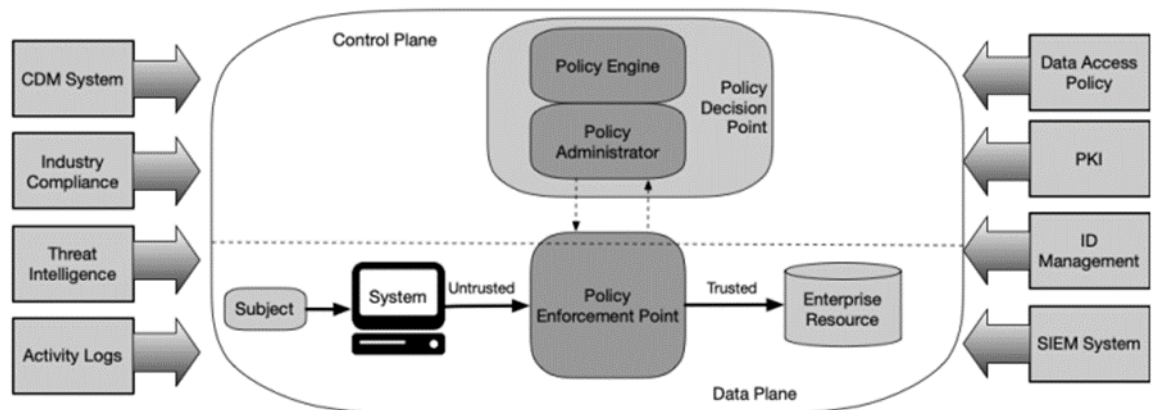 Control Plane
CDM System
Industry
Compliance
Threat
Intelligence
Activity Logs
Policy Engine
Policy
Administrator
Policy
Decision
Point
Subject
System
Untrusted
Policy
Enforcement Point
Trusted
Enterprise
Resource
Data Plane
Data Access
Policy
PKI
ID
Management
SIEM System